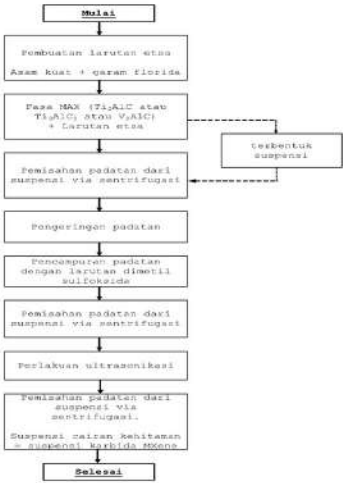 Mulai
Pembuatan larutan etsa
Asam kuat + garam florida
Fasa MAX (Ti₂AlC atau
Ti₃AlC₂ atau V₂AlC)
+ Larutan etsa
terbentuk
suspensi
Pemisahan padatan dari
suspensi via sentrifugasi
Pengeringan padatan
Pencampuran padatan
dengan larutan dimetil
sulfoksida
Pemisahan padatan dari
suspensi via sentrifugasi
Perlakuan ultrasonikasi
Pemisahan padatan dari
suspensi via
sentrifugasi.
Suspensi cairan kehitaman
= suspensi karbida MXene
Selesai